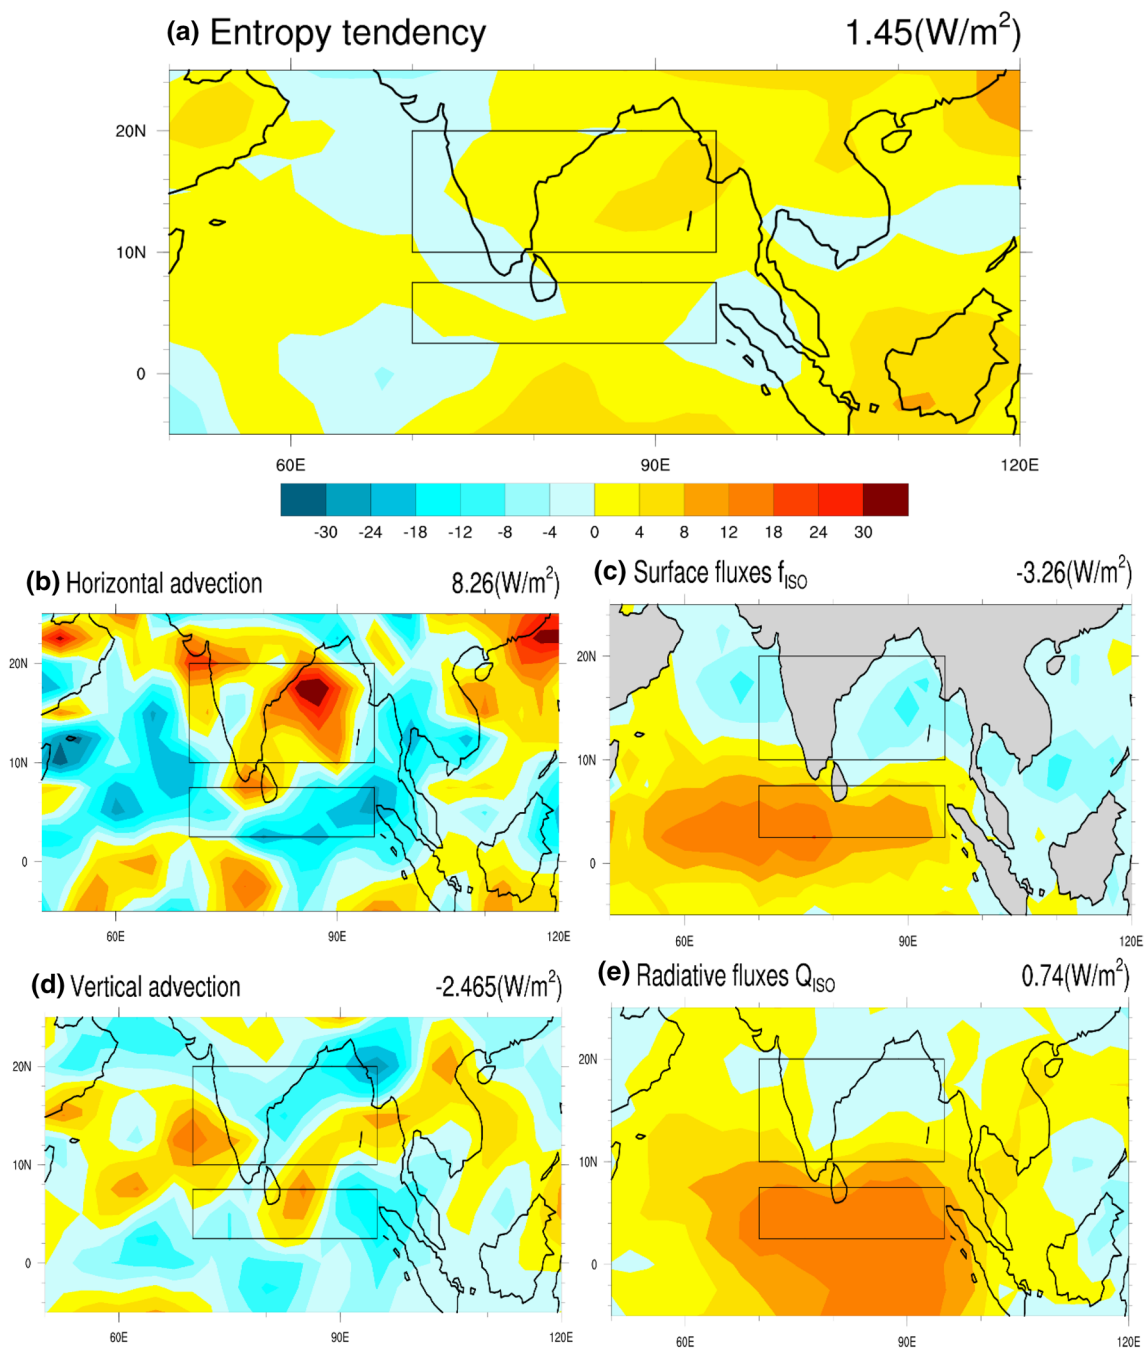 (a) Entropy tendency 1.45(W/m²)
20N
10N
0
60E 90E 120E
-30 -24 -18 -12 -8 -4 0 4 8 12 18 24 30
(b) Horizontal advection 8.26(W/m²)
20N
10N
0
60E 90E 120E
(c) Surface fluxes f_ISO -3.26(W/m²)
20N
10N
0
60E 90E 120E
(d) Vertical advection -2.465(W/m²)
20N
10N
0
60E 90E 120E
(e) Radiative fluxes Q_ISO 0.74(W/m²)
20N
10N
0
60E 90E 120E